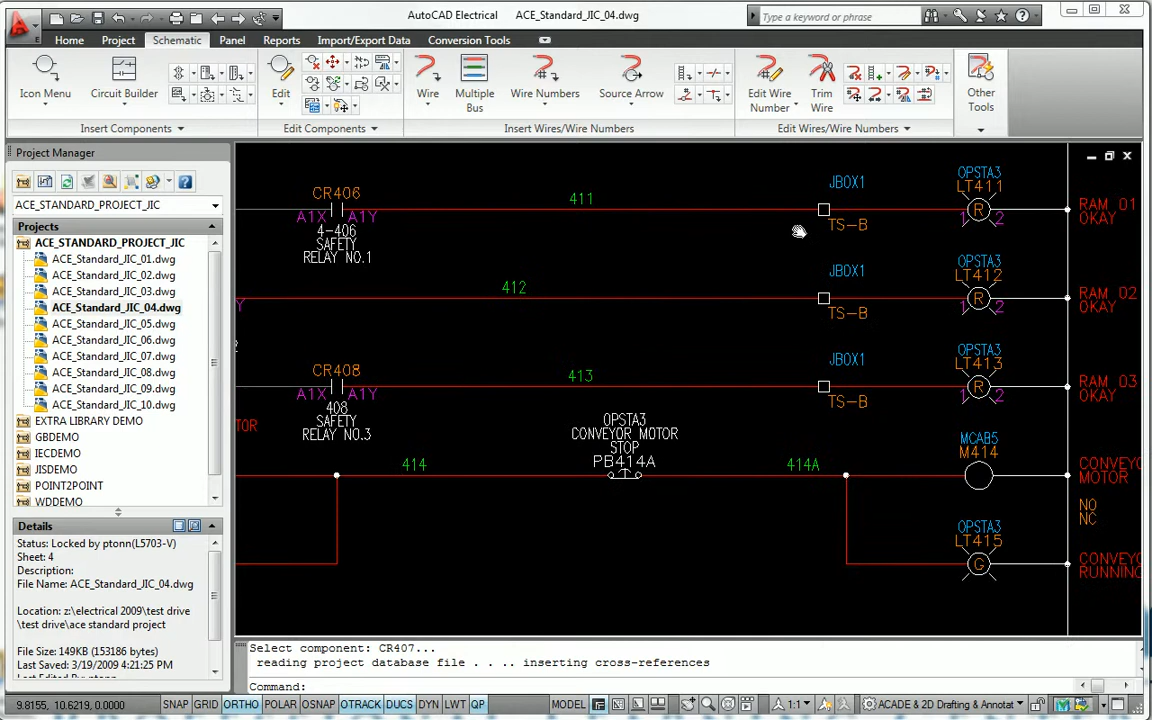 AutoCAD Electrical ACE_Standard_JIC_04.dwg
Type a keyword or phrase
Home Project Schematic Panel Reports Import/Export Data Conversion Tools
Icon Menu Circuit Builder Edit Wire Multiple Bus Wire Numbers Source Arrow Edit Wire Number Trim Wire Other Tools
Insert Components Edit Components Insert Wires/Wire Numbers Edit Wires/Wire Numbers
Project Manager
ACE_STANDARD_PROJECT_JIC
Projects
ACE_STANDARD_PROJECT_JIC
ACE_Standard_JIC_01.dwg
ACE_Standard_JIC_02.dwg
ACE_Standard_JIC_03.dwg
ACE_Standard_JIC_04.dwg
ACE_Standard_JIC_05.dwg
ACE_Standard_JIC_06.dwg
ACE_Standard_JIC_07.dwg
ACE_Standard_JIC_08.dwg
ACE_Standard_JIC_09.dwg
ACE_Standard_JIC_10.dwg
EXTRA LIBRARY DEMO
GBDEMO
IECDEMO
JISDEMO
POINT2POINT
WDDEMO
Details
Status: Locked by ptonn(L5703-V)
Sheet: 4
Description:
File Name: ACE_Standard_JIC_04.dwg
Location: z:\electrical 2009\test drive
\test drive\ace standard project
File Size: 149KB (153186 bytes)
Last Saved: 3/19/2009 4:21:25 PM
Last Edited By: ptonn
CR406
A1X A1Y
4-406
SAFETY
RELAY NO.1
411
JBOX1
TS-B
OPSTA3
LT411
R
1 2
RAM 01
OKAY
Y
412
JBOX1
TS-B
OPSTA3
LT412
R
1 2
RAM 02
OKAY
CR408
A1X A1Y
408
SAFETY
RELAY NO.3
413
JBOX1
TS-B
OPSTA3
LT413
R
1 2
RAM 03
OKAY
TOR
414
OPSTA3
CONVEYOR MOTOR
STOP
PB414A
414A
MCAB5
M414
CONVEYO
MOTOR
NO
NC
OPSTA3
LT415
G
CONVEYO
RUNNING
Select component: CR407...
reading project database file . . .. inserting cross-references
Command:
9.8155, 10.6219, 0.0000 SNAP GRID ORTHO POLAR OSNAP OTRACK DUCS DYN LWT QP MODEL 1:1 ACADE & 2D Drafting & Annotat